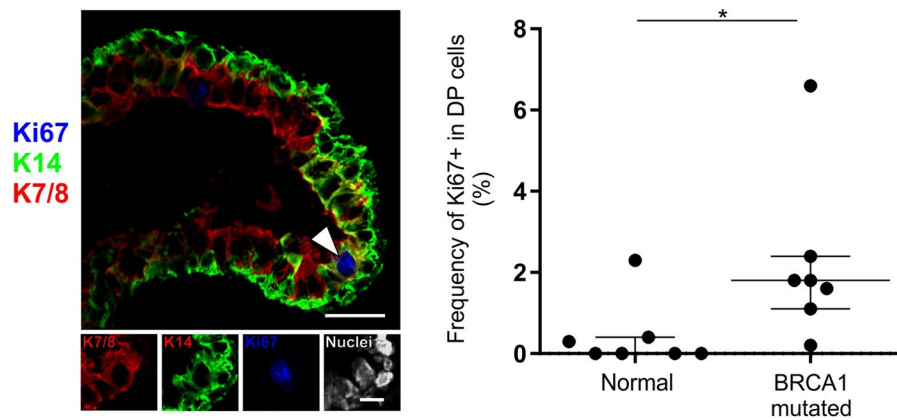 Ki67
K14
K7/8
K7/8
K14
Ki67
Nuclei
Frequency of Ki67+ in DP cells
(%)
8
6
4
2
0
*
Normal
BRCA1
mutated